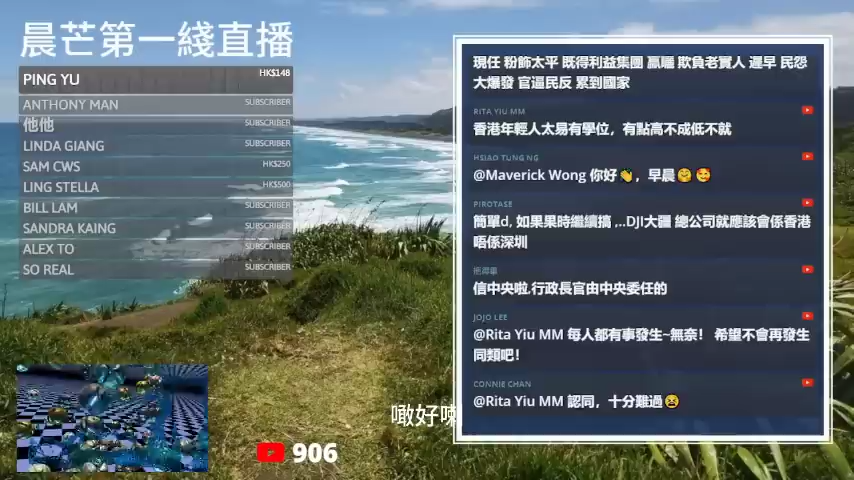 晨芒第一綫直播
PING YU HK$148
ANTHONY MAN SUBSCRIBER
他他 SUBSCRIBER
LINDA GIANG SUBSCRIBER
SAM CWS HK$250
LING STELLA HK$500
BILL LAM SUBSCRIBER
SANDRA KAING SUBSCRIBER
ALEX TO SUBSCRIBER
SO REAL SUBSCRIBER
現任 粉飾太平 既得利益集團 贏曬 欺負老實人 遲早 民怨
大爆發 官逼民反 累到國家
RITA YIU MM
香港年輕人太易有學位，有點高不成低不就
HSIAO TUNG NG
@Maverick Wong 你好👋，早晨🤗🥰
PIROTASE
簡單d, 如果果時繼續搞 ,...DJI大疆 總公司就應該會係香港
唔係深圳
信中央啦,行政長官由中央委任的
JOJO LEE
@Rita Yiu MM 每人都有事發生~無奈！ 希望不會再發生
同類吧！
CONNIE CHAN
@Rita Yiu MM 認同，十分難過😫
噉好
906